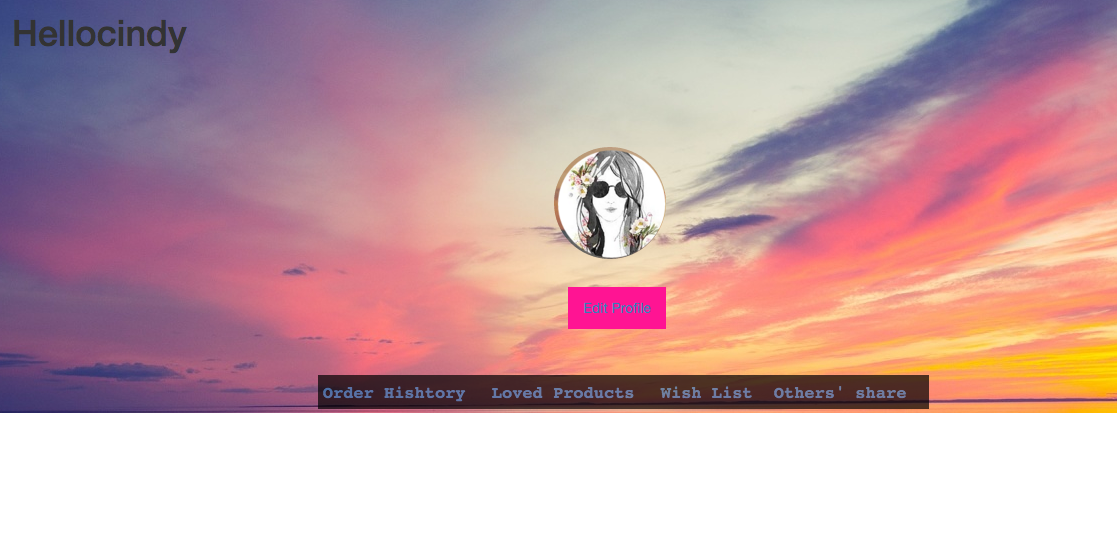 Hellocindy
Edit Profile
Order Hishtory Loved Products Wish List Others' share